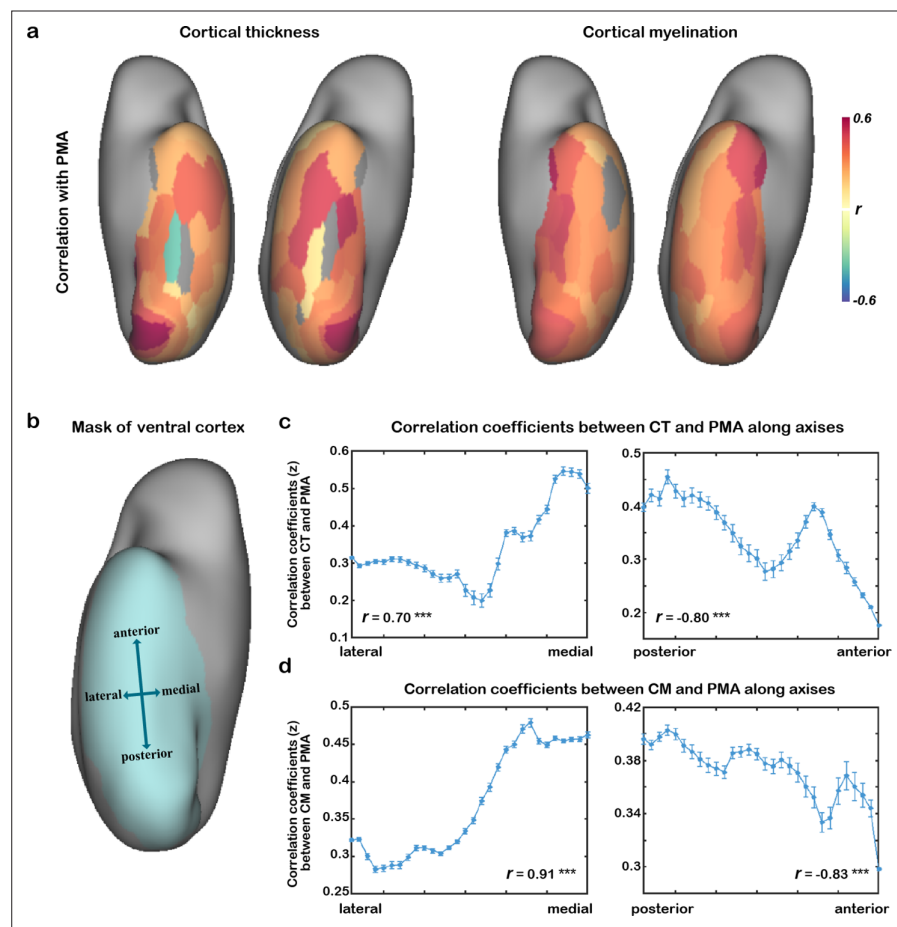 a
Cortical thickness
Cortical myelination
Correlation with PMA
0.6
r
-0.6
b
Mask of ventral cortex
anterior
lateral
medial
posterior
c
Correlation coefficients between CT and PMA along axises
Correlation coefficients (z)
between CT and PMA
0.6
0.5
0.4
0.3
0.2
0.1
r = 0.70 ***
lateral
medial
0.5
0.4
0.3
0.2
r = -0.80 ***
posterior
anterior
d
Correlation coefficients between CM and PMA along axises
Correlation coefficients (z)
between CM and PMA
0.5
0.45
0.4
0.35
0.3
0.25
r = 0.91 ***
lateral
medial
0.42
0.38
0.34
0.3
r = -0.83 ***
posterior
anterior